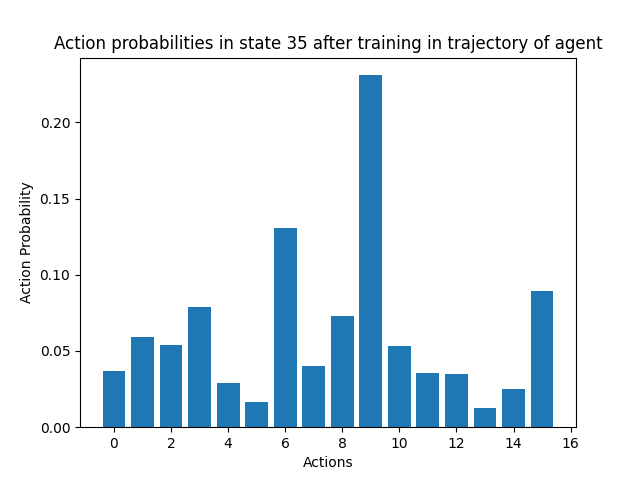 Action probabilities in state 35 after training in trajectory of agent
Action Probability
0.20
0.15
0.10
0.05
0.00
0 2 4 6 8 10 12 14 16
Actions